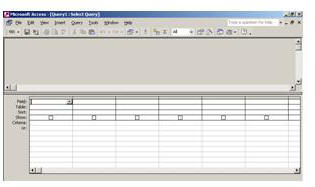 Microsoft Access - [Query1 : Select Query]
File Edit View Insert Query Tools Window Help Type a question for help
All
Field:
Table:
Sort:
Show:
Criteria:
or: